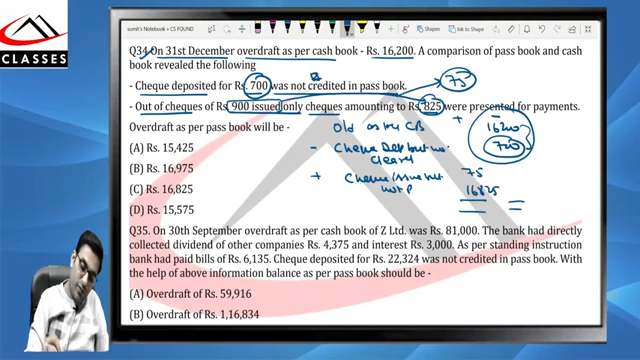 sumit's Notebook » CS FOUND...
Shapes
Ink to Shape
CLASSES
Q34 On 31st December overdraft as per cash book - Rs. 16,200. A comparison of pass book and cash
book revealed the following
- Cheque deposited for Rs. 700 was not credited in pass book.
75
- Out of cheques of Rs. 900 issued only cheques amounting to Rs. 825 were presented for payments.
Overdraft as per pass book will be -
(A) Rs. 15,425
(B) Rs. 16,975
(C) Rs. 16,825
(D) Rs. 15,575
+
16200
700
75
16825
- Cheque Dep but not
+ Cheque issue but
not P
Q35. On 30th September overdraft as per cash book of Z Ltd. was Rs. 81,000. The bank had directly
collected dividend of other companies Rs. 4,375 and interest Rs. 3,000. As per standing instruction
bank had paid bills of Rs. 6,135. Cheque deposited for Rs. 22,324 was not credited in pass book. With
the help of above information balance as per pass book should be -
(A) Overdraft of Rs. 59,916
(B) Overdraft of Rs. 1,16,834